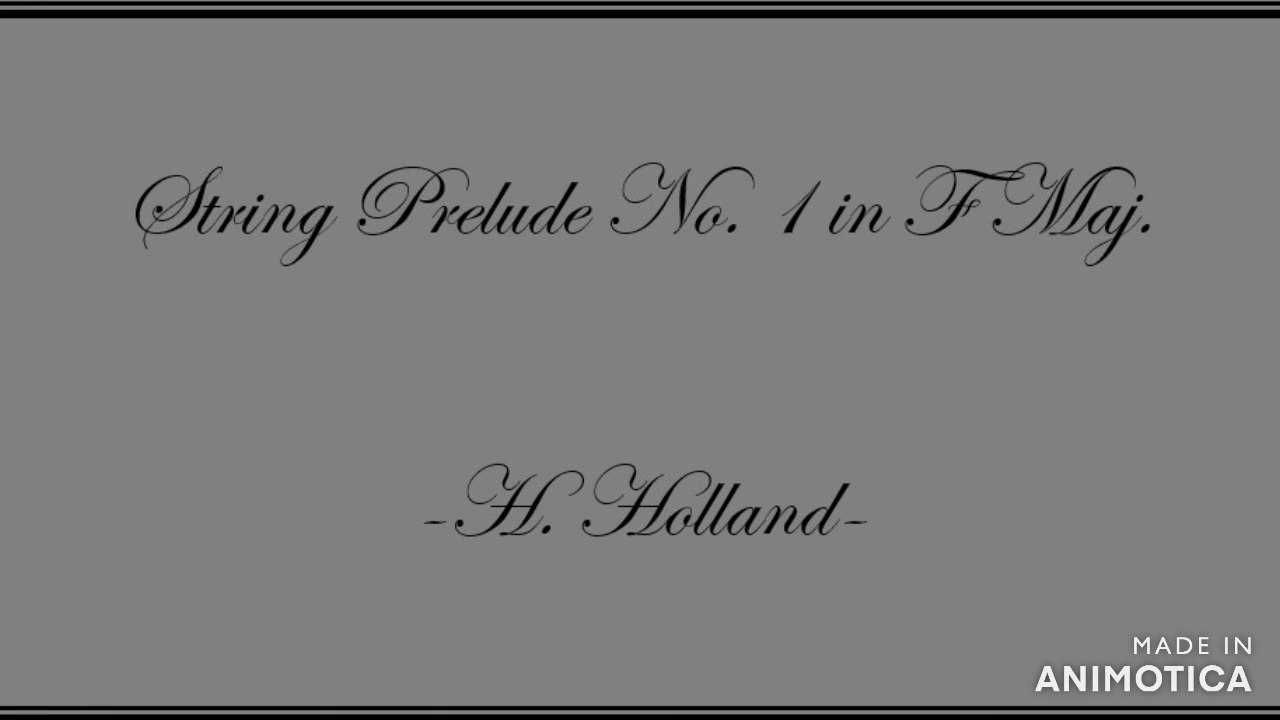 String Prelude No. 1 in F Maj.
-H. Holland-
MADE IN
ANIMOTICA